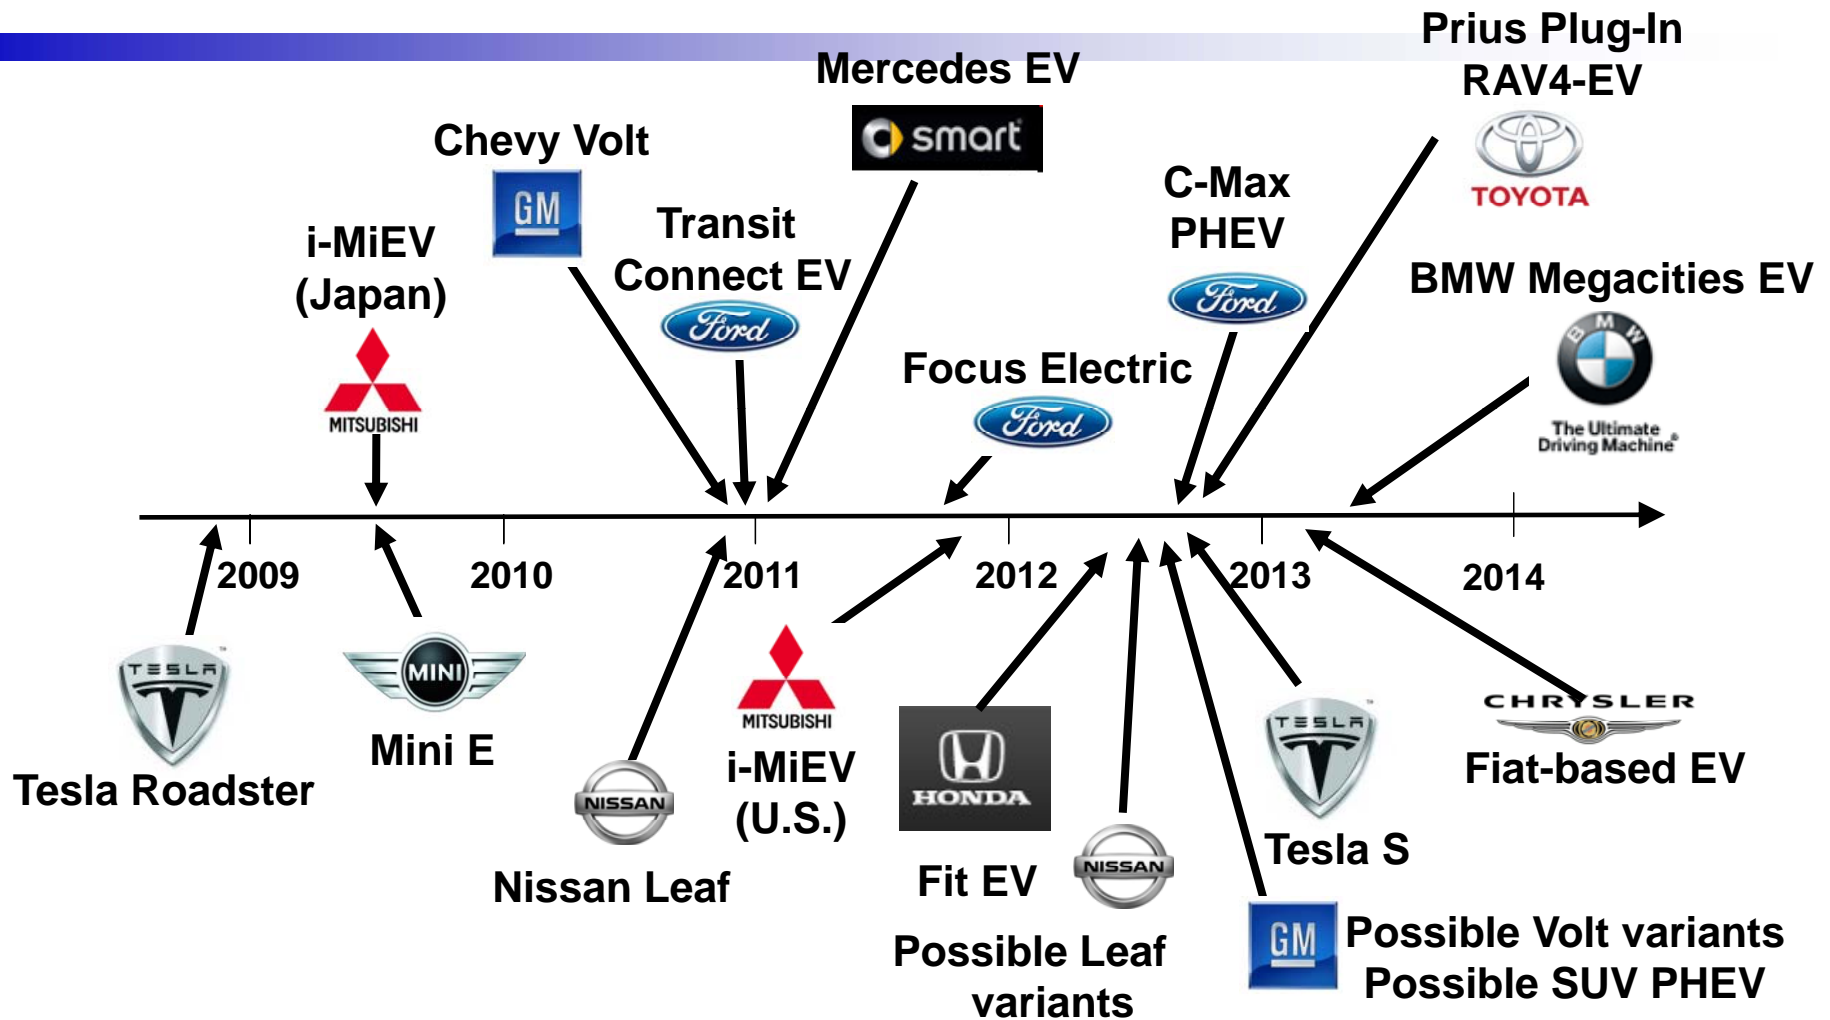 Prius Plug-In
RAV4-EV
TOYOTA
Mercedes EV
smart
Chevy Volt
GM
Transit
Connect EV
Ford
i-MiEV
(Japan)
MITSUBISHI
C-Max
PHEV
Ford
BMW Megacities EV
BMW
The Ultimate
Driving Machine®
Focus Electric
Ford
2009
2010
2011
2012
2013
2014
TESLA
™
Tesla Roadster
MINI
Mini E
NISSAN
Nissan Leaf
MITSUBISHI
i-MiEV
(U.S.)
HONDA
Fit EV
NISSAN
Possible Leaf
variants
TESLA
™
Tesla S
CHRYSLER
Fiat-based EV
GM
Possible Volt variants
Possible SUV PHEV